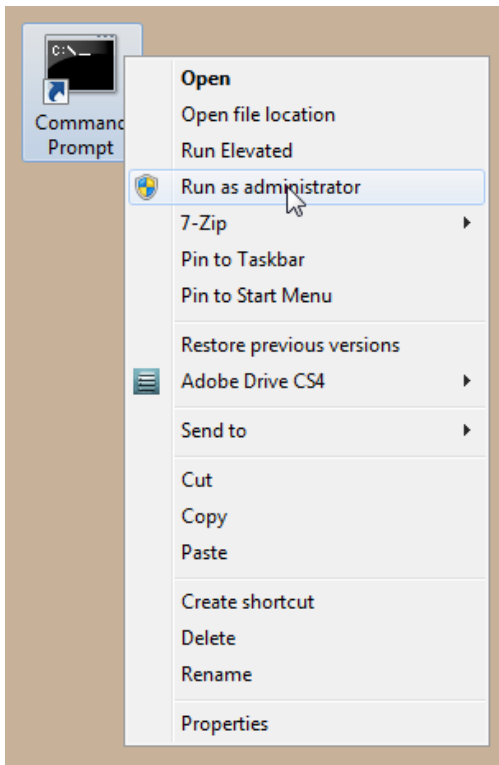 C:\_
Command
Prompt
Open
Open file location
Run Elevated
Run as administrator
7-Zip
Pin to Taskbar
Pin to Start Menu
Restore previous versions
Adobe Drive CS4
Send to
Cut
Copy
Paste
Create shortcut
Delete
Rename
Properties